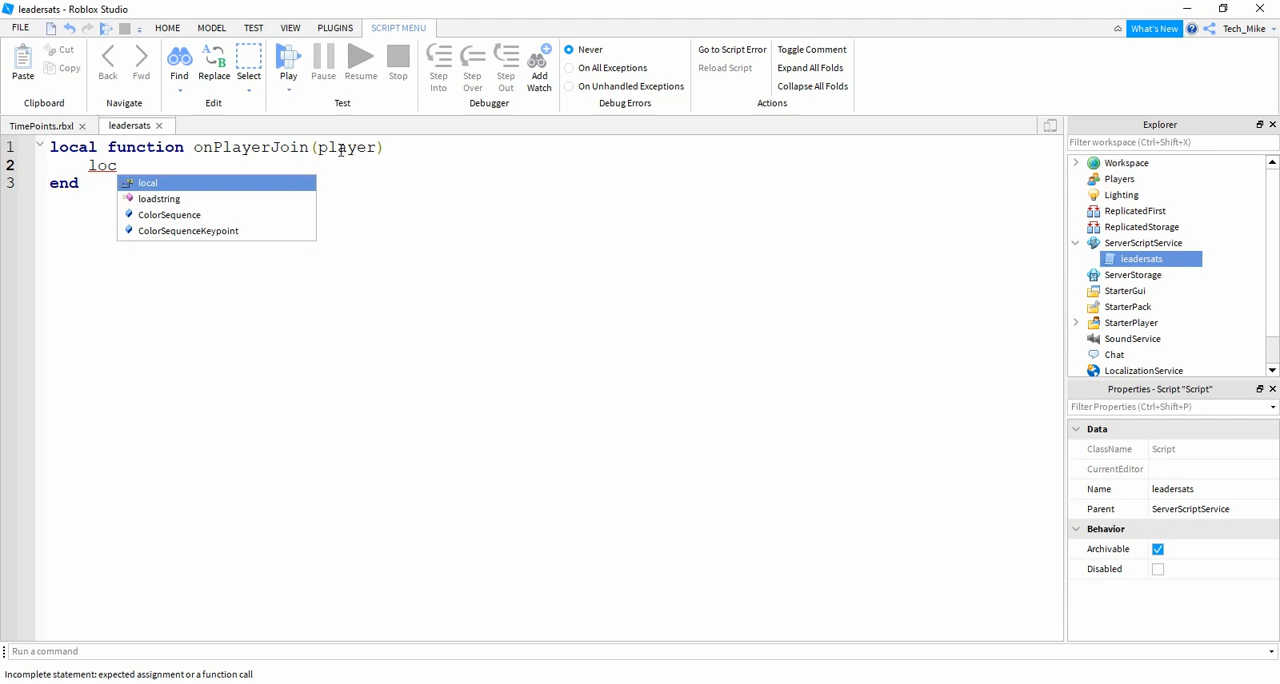 leadersats - Roblox Studio
FILE HOME MODEL TEST VIEW PLUGINS SCRIPT MENU What's New Tech_Mike
Paste Cut Copy Back Fwd Find Replace Select Play Pause Resume Stop Step Into Step Over Step Out Add Watch
Never
On All Exceptions
On Unhandled Exceptions
Go to Script Error
Reload Script
Toggle Comment
Expand All Folds
Collapse All Folds
Clipboard Navigate Edit Test Debugger Debug Errors Actions
TimePoints.rbxl leadersats
1 local function onPlayerJoin(player)
2 loc
3 end
local
loadstring
ColorSequence
ColorSequenceKeypoint
Explorer
Filter workspace (Ctrl+Shift+X)
Workspace
Players
Lighting
ReplicatedFirst
ReplicatedStorage
ServerScriptService
leadersats
ServerStorage
StarterGui
StarterPack
StarterPlayer
SoundService
Chat
LocalizationService
Properties - Script "Script"
Filter Properties (Ctrl+Shift+P)
Data
ClassName Script
CurrentEditor
Name leadersats
Parent ServerScriptService
Behavior
Archivable
Disabled
Run a command
Incomplete statement: expected assignment or a function call